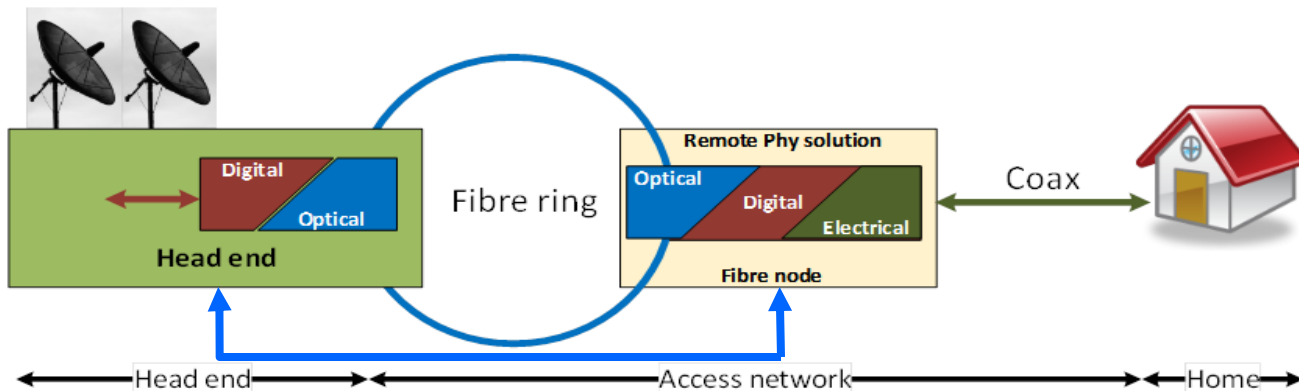 Remote Phy solution
Digital
Optical
Head end
Fibre ring
Optical
Digital
Electrical
Fibre node
Coax
Head end
Access network
Home